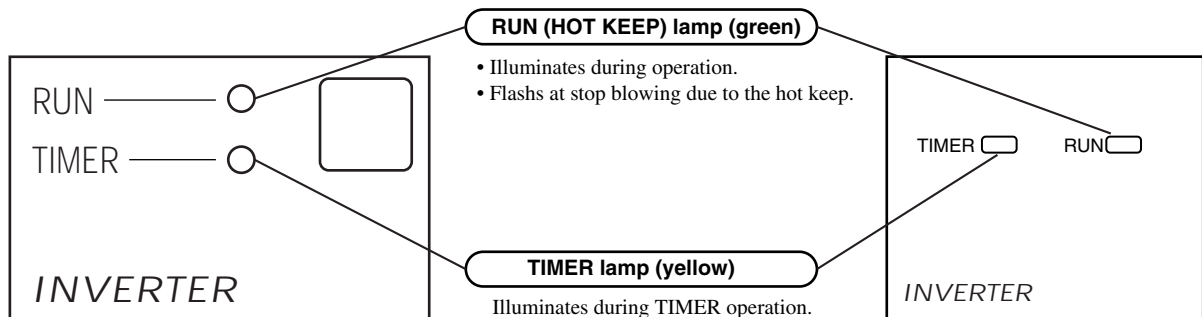 RUN (HOT KEEP) lamp (green)
• Illuminates during operation.
• Flashes at stop blowing due to the hot keep.
RUN
TIMER
INVERTER
TIMER RUN
INVERTER
TIMER lamp (yellow)
Illuminates during TIMER operation.